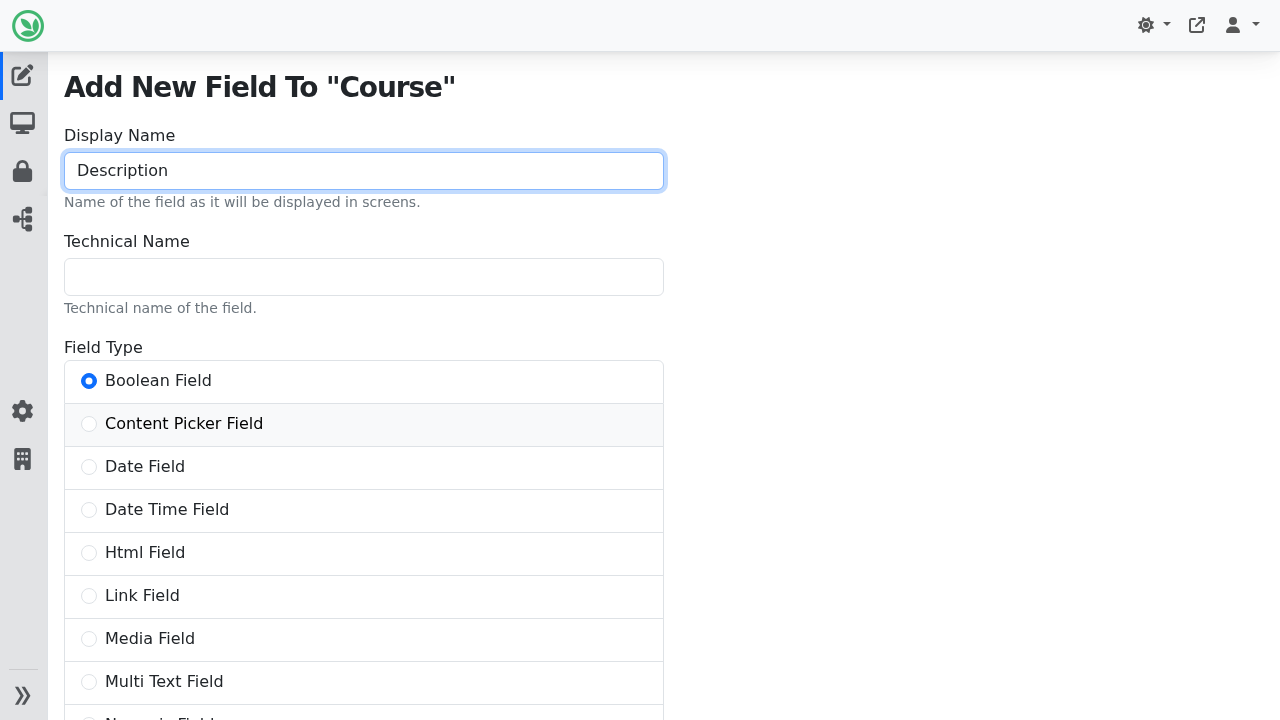 Add New Field To "Course"
Display Name
Description
Name of the field as it will be displayed in screens.
Technical Name
Technical name of the field.
Field Type
Boolean Field
Content Picker Field
Date Field
Date Time Field
Html Field
Link Field
Media Field
Multi Text Field